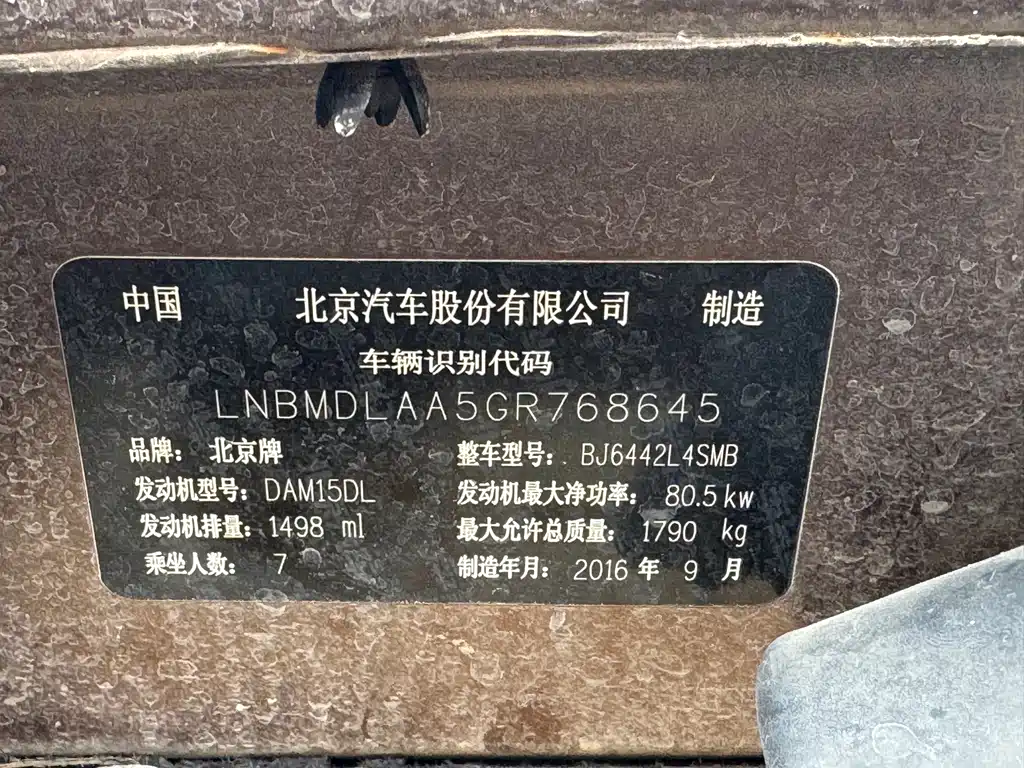 中国 北京汽车股份有限公司 制造
车辆识别代码
LNBMDLAA5GR768645
品牌： 北京牌 整车型号： BJ6442L4SMB
发动机型号： DAM15DL 发动机最大净功率： 80.5 kw
发动机排量： 1498 ml 最大允许总质量： 1790 kg
乘坐人数： 7 制造年月： 2016 年 9 月